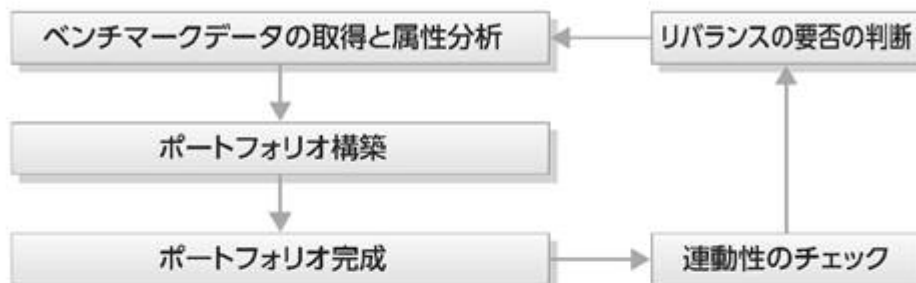 ベンチマークデータの取得と属性分析
リバランスの要否の判断
ポートフォリオ構築
ポートフォリオ完成
連動性のチェック